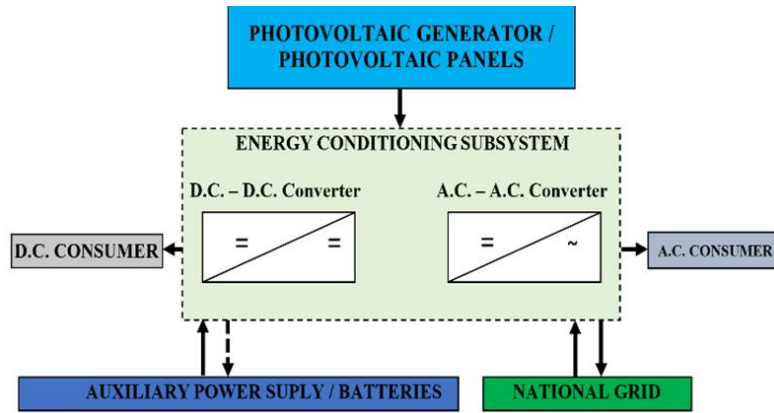 PHOTOVOLTAIC GENERATOR /
PHOTOVOLTAIC PANELS
ENERGY CONDITIONING SUBSYSTEM
D.C. – D.C. Converter
A.C. – A.C. Converter
= =
= ~
D.C. CONSUMER
A.C. CONSUMER
AUXILIARY POWER SUPLY / BATTERIES
NATIONAL GRID